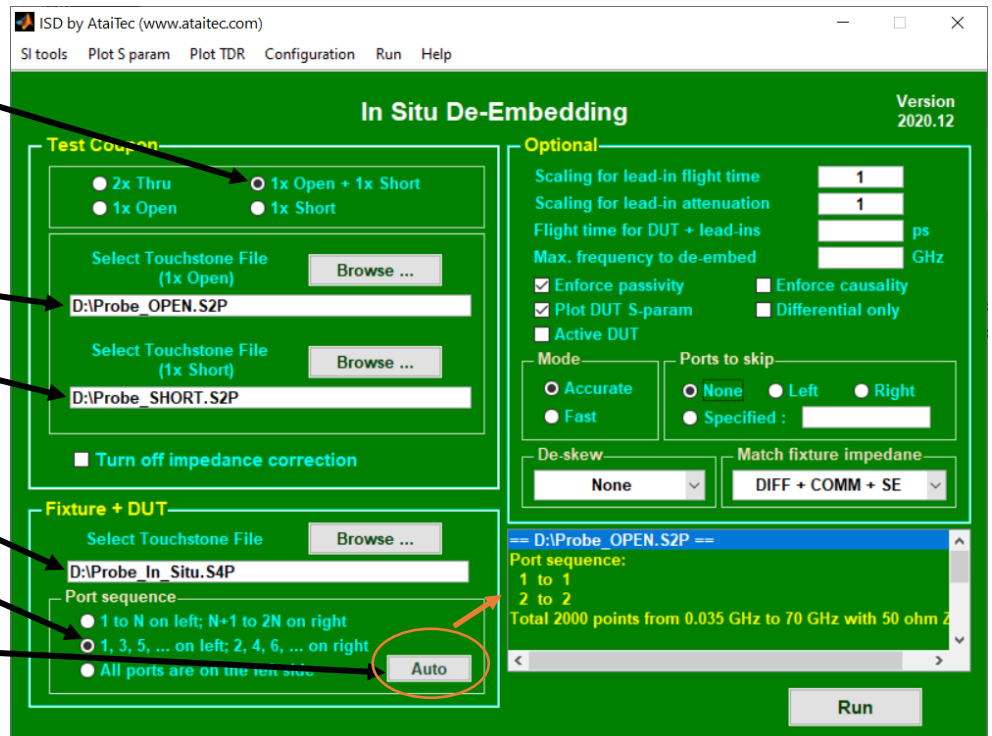 ISD by AtaiTec (www.ataitec.com)
SI tools Plot S param Plot TDR Configuration Run Help
In Situ De-Embedding
Version
2020.12
Test Coupon
2x Thru
1x Open + 1x Short
1x Open
1x Short
Select Touchstone File
(1x Open)
Browse ...
D:\Probe_OPEN.S2P
Select Touchstone File
(1x Short)
Browse ...
D:\Probe_SHORT.S2P
Turn off impedance correction
Fixture + DUT
Select Touchstone File
Browse ...
D:\Probe_In_Situ.S4P
Port sequence
1 to N on left; N+1 to 2N on right
1, 3, 5, ... on left; 2, 4, 6, ... on right
All ports are on the left side
Auto
Optional
Scaling for lead-in flight time
1
Scaling for lead-in attenuation
1
Flight time for DUT + lead-ins
ps
Max. frequency to de-embed
GHz
Enforce passivity
Enforce causality
Plot DUT S-param
Differential only
Active DUT
Mode
Accurate
Fast
Ports to skip
None
Left
Right
Specified :
De-skew
None
Match fixture impedane
DIFF + COMM + SE
== D:\Probe_OPEN.S2P ==
Port sequence:
1 to 1
2 to 2
Total 2000 points from 0.035 GHz to 70 GHz with 50 ohm Z
Run